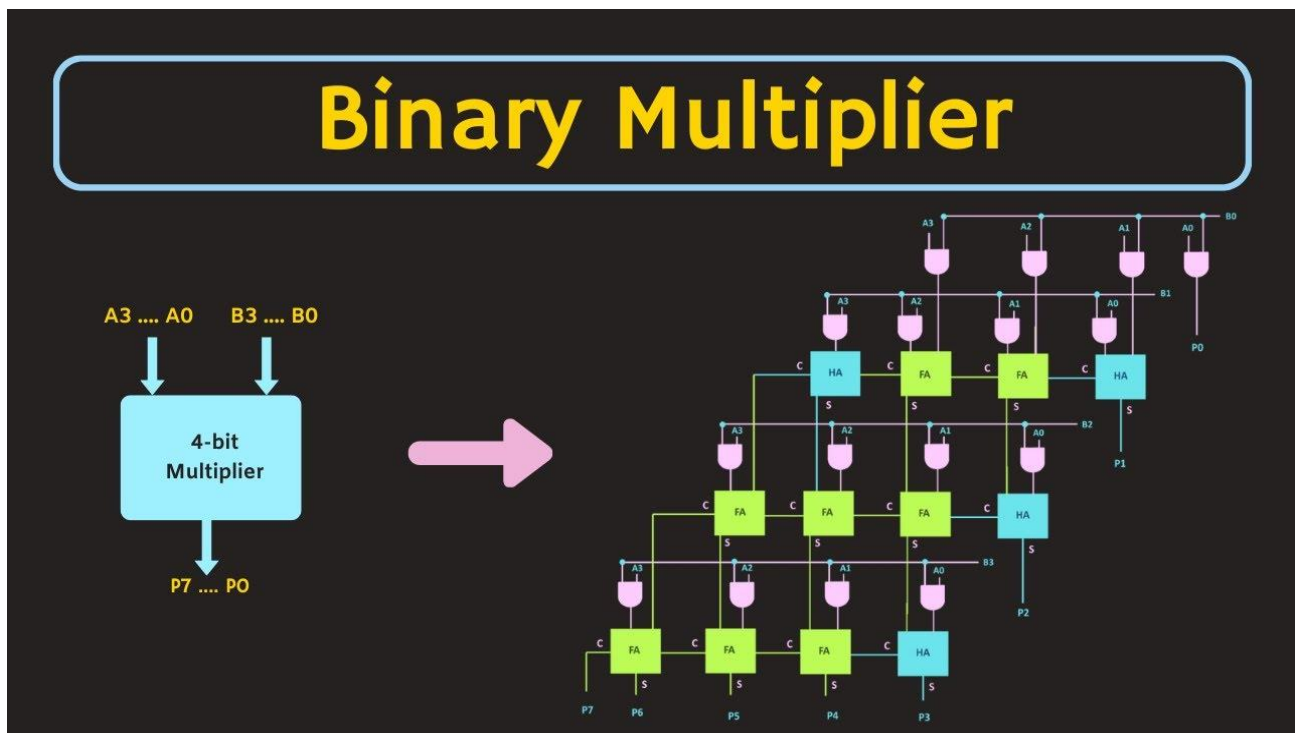 Binary Multiplier
A3 .... A0 B3 .... B0
4-bit
Multiplier
P7 .... P0
A3 A2 A1 A0 B0
A3 A2 A1 A0 B1
P0
C HA FA C FA C HA
S S
P1
A3 A2 A1 A0 B2
C FA C FA C FA C HA
S S S
P2
A3 A2 A1 A0 B3
C FA C FA C FA C HA
S S S S
P7 P6 P5 P4 P3